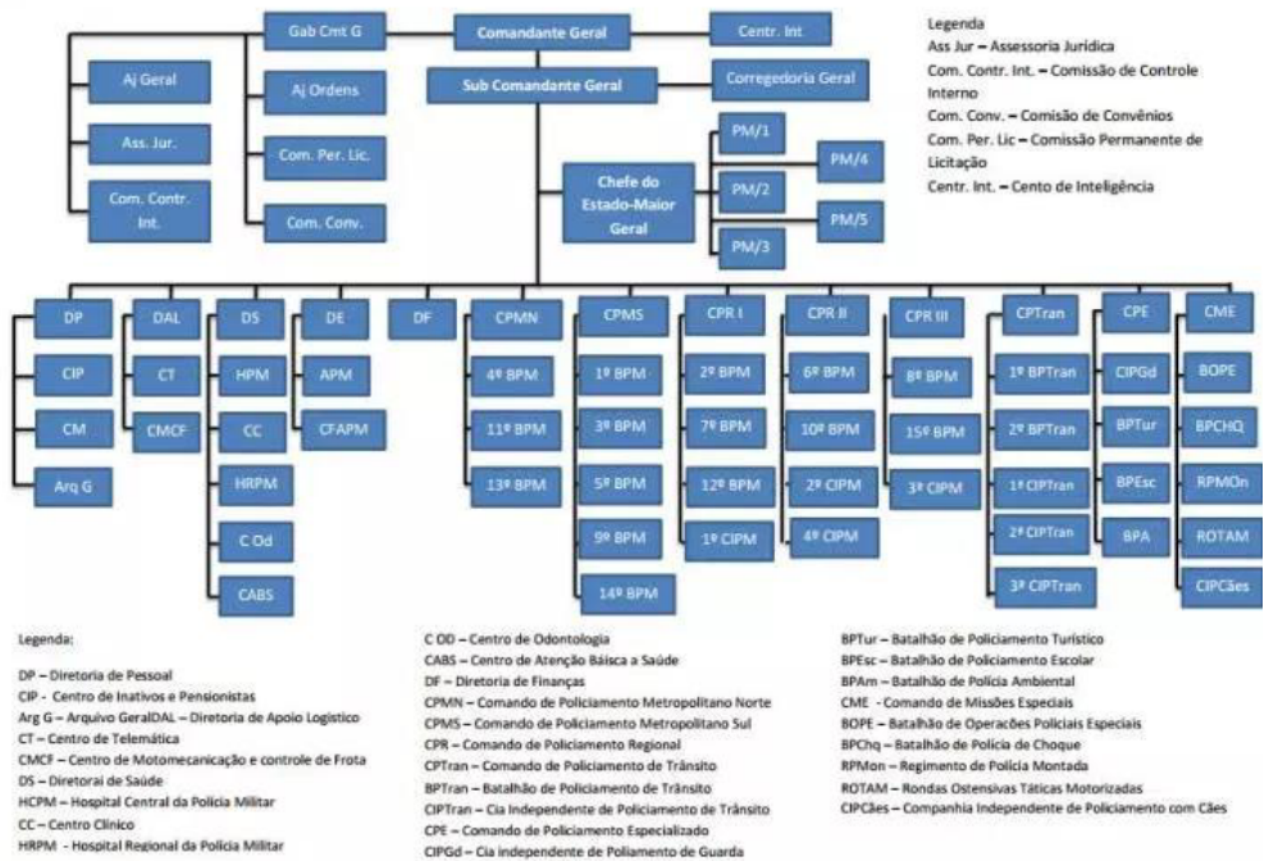 Gab Cmt G
Comandante Geral
Centr. Int
Aj Geral
Aj Ordens
Sub Comandante Geral
Corregedoria Geral
Ass. Jur.
Com. Per. Lic.
Com. Contr.
Int.
Com. Conv.
Chefe do
Estado-Maior
Geral
PM/1
PM/4
PM/2
PM/5
PM/3
Legenda
Ass Jur – Assessoria Jurídica
Com. Contr. Int. – Comissão de Controle
Interno
Com. Conv. – Comisão de Convênios
Com. Per. Lic – Comissão Permanente de
Licitação
Centr. Int. – Cento de Inteligência
DP
CIP
CM
Arq G
DAL
CT
CMCF
DS
HPM
CC
HRPM
C Od
CABS
DE
APM
CFAPM
DF
CPMN
4º BPM
11º BPM
13º BPM
CPMS
1º BPM
3º BPM
5º BPM
9º BPM
14º BPM
CPR I
2º BPM
7º BPM
12º BPM
1º CIPM
CPR II
6º BPM
10º BPM
2º CIPM
4º CIPM
CPR III
8º BPM
15º BPM
3º CIPM
CPTran
1º BPTran
2º BPTran
1ª CIPTran
2ª CIPTran
3ª CIPTran
CPE
CIPGd
BPTur
BPEsc
BPA
CME
BOPE
BPCHQ
RPMOn
ROTAM
CIPCães
Legenda:
DP – Diretoria de Pessoal
CIP - Centro de Inativos e Pensionistas
Arg G – Arquivo GeralDAL – Diretoria de Apoio Logístico
CT – Centro de Telemática
CMCF – Centro de Motomecanicação e controle de Frota
DS – Diretorai de Saúde
HCPM – Hospital Central da Polícia Militar
CC – Centro Clínico
HRPM - Hospital Regional da Polícia Militar
C OD – Centro de Odontologia
CABS – Centro de Atenção Báisca a Saúde
DF – Diretoria de Finanças
CPMN – Comando de Policiamento Metropolitano Norte
CPMS – Comando de Policiamento Metropolitano Sul
CPR – Comando de Policiamento Regional
CPTran – Comando de Policiamento de Trânsito
BPTran – Batalhão de Policiamento de Trânsito
CIPTran – Cia Independente de Policiamento de Trânsito
CPE – Comando de Policiamento Especializado
CIPGd – Cia independente de Poliamento de Guarda
BPTur – Batalhão de Policiamento Turístico
BPEsc – Batalhão de Policiamento Escolar
BPAm – Batalhão de Polícia Ambiental
CME - Comando de Missões Especiais
BOPE – Batalhão de Operacões Policiais Especiais
BPChq – Batalhão de Polícia de Choque
RPMon – Regimento de Polícia Montada
ROTAM – Rondas Ostensivas Táticas Motorizadas
CIPCães – Companhia Independente de Policiamento com Cães